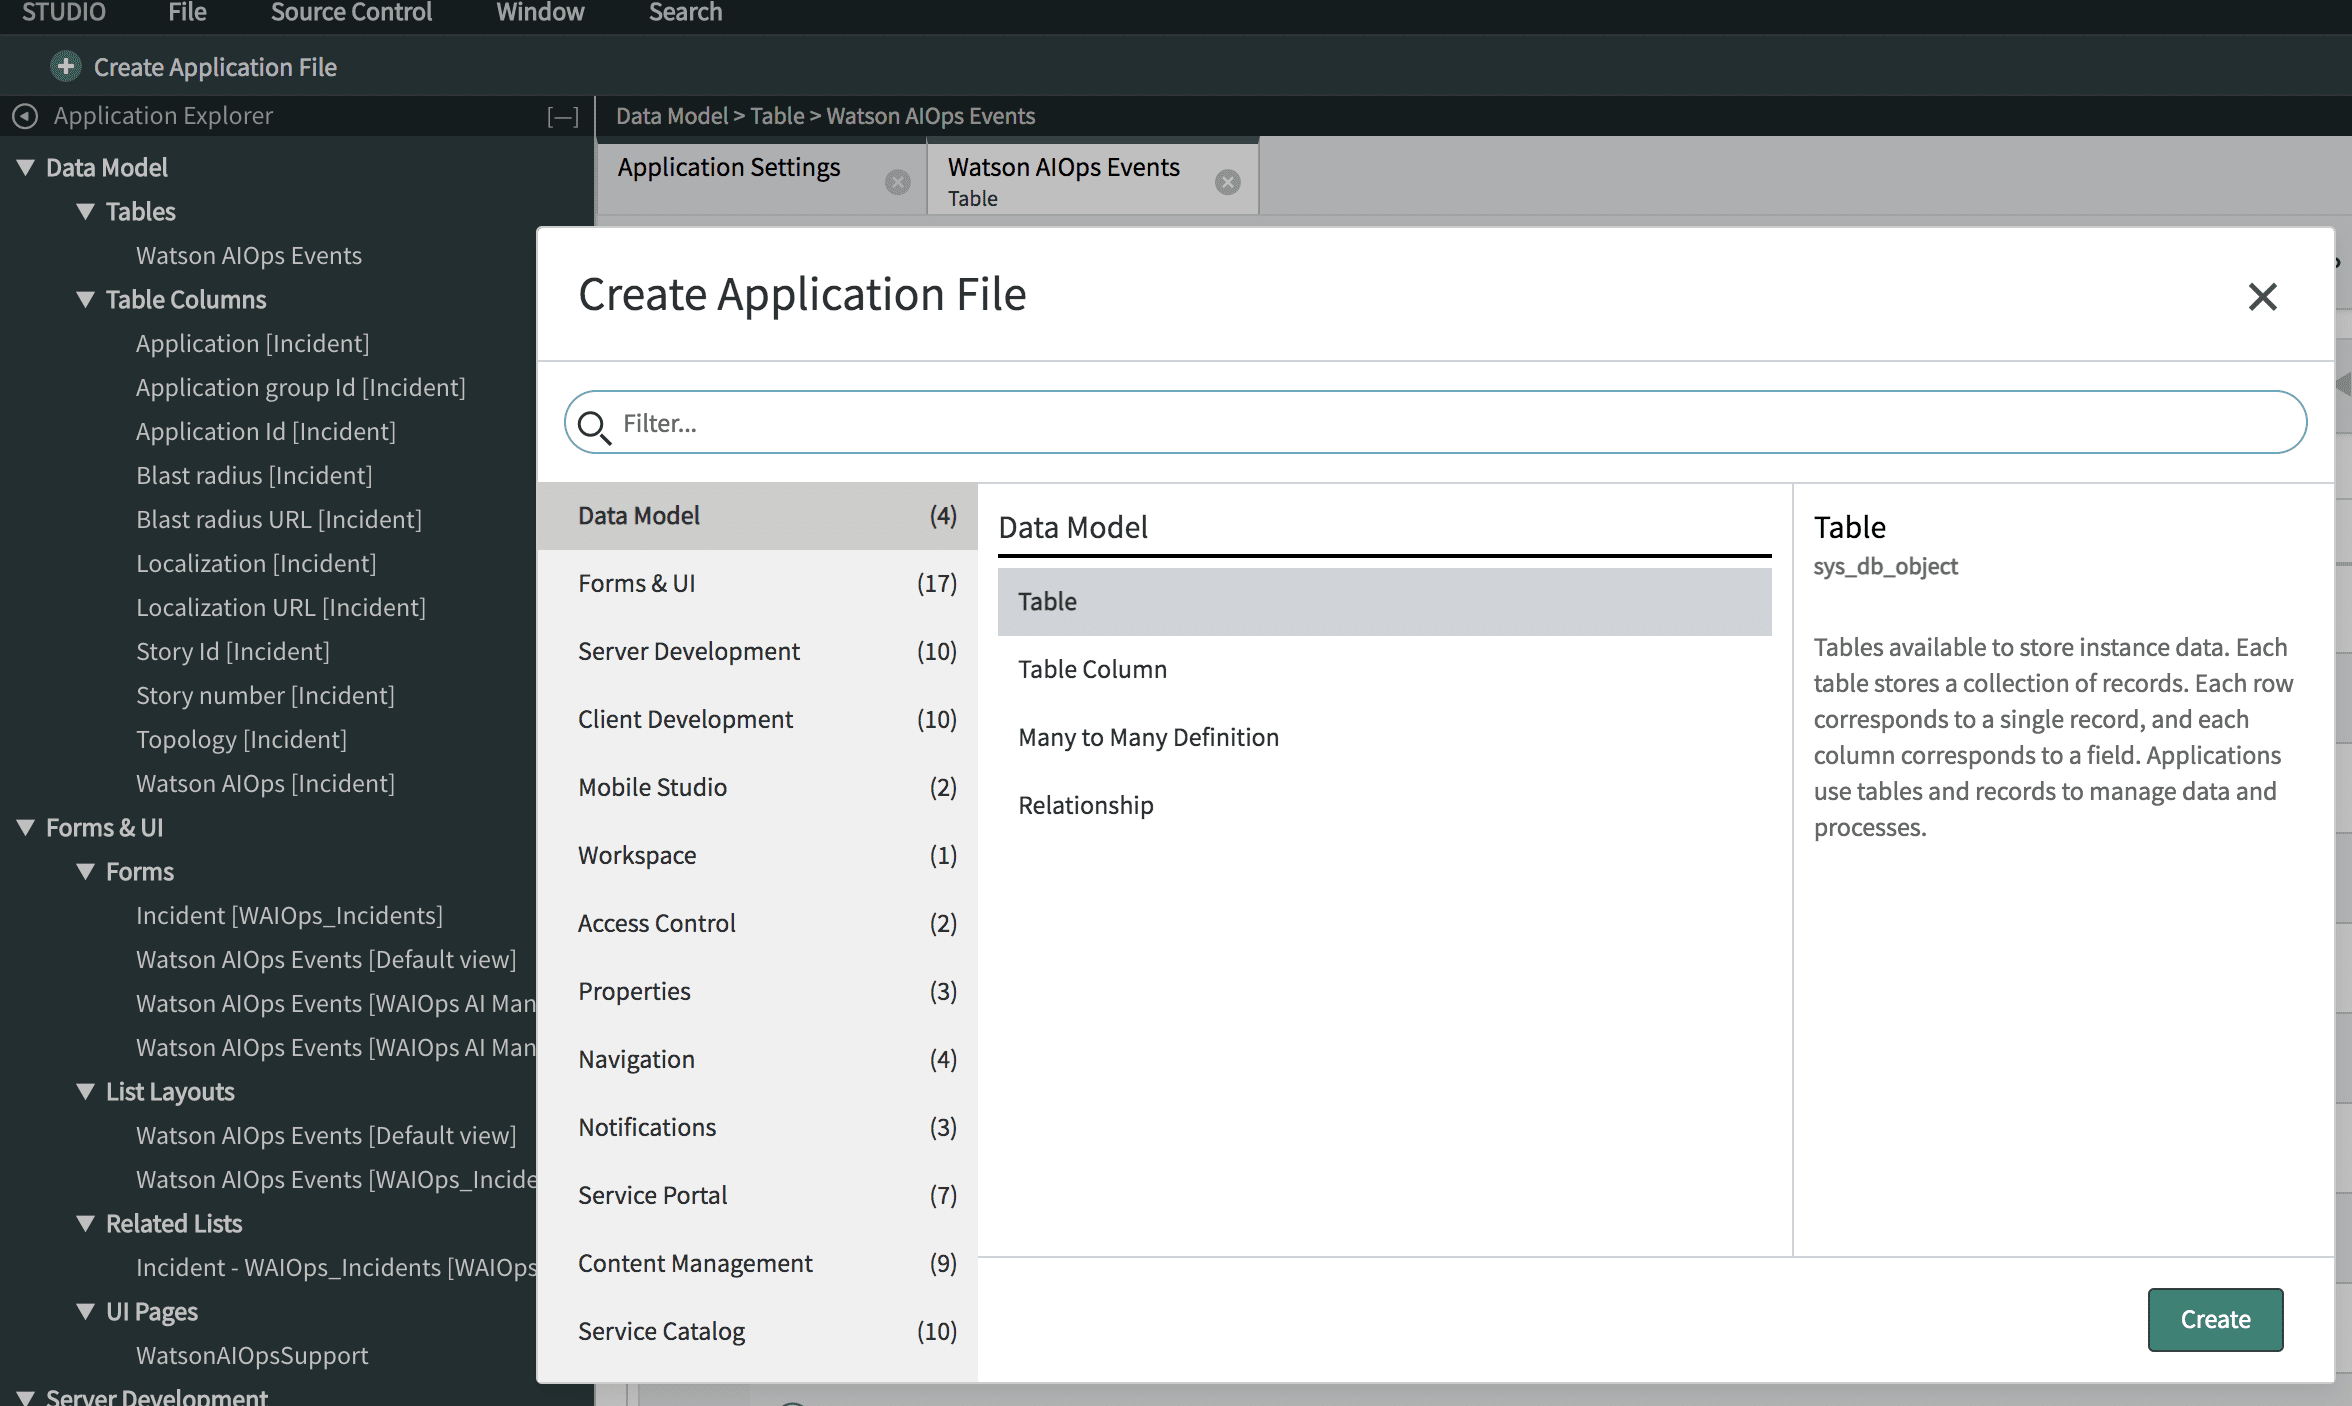 STUDIO File Source Control Window Search
Create Application File
Application Explorer [—]
Data Model > Table > Watson AIOps Events
Data Model
Tables
Watson AIOps Events
Table Columns
Application [Incident]
Application group Id [Incident]
Application Id [Incident]
Blast radius [Incident]
Blast radius URL [Incident]
Localization [Incident]
Localization URL [Incident]
Story Id [Incident]
Story number [Incident]
Topology [Incident]
Watson AIOps [Incident]
Forms & UI
Forms
Incident [WAIOps_Incidents]
Watson AIOps Events [Default view]
Watson AIOps Events [WAIOps AI Man
Watson AIOps Events [WAIOps AI Man
List Layouts
Watson AIOps Events [Default view]
Watson AIOps Events [WAIOps_Incide
Related Lists
Incident - WAIOps_Incidents [WAIOps
UI Pages
WatsonAIOpsSupport
Server Development
Application Settings
Watson AIOps Events
Table
Create Application File
Filter...
Data Model (4)
Forms & UI (17)
Server Development (10)
Client Development (10)
Mobile Studio (2)
Workspace (1)
Access Control (2)
Properties (3)
Navigation (4)
Notifications (3)
Service Portal (7)
Content Management (9)
Service Catalog (10)
Data Model
Table
Table Column
Many to Many Definition
Relationship
Table
sys_db_object
Tables available to store instance data. Each
table stores a collection of records. Each row
corresponds to a single record, and each
column corresponds to a field. Applications
use tables and records to manage data and
processes.
Create